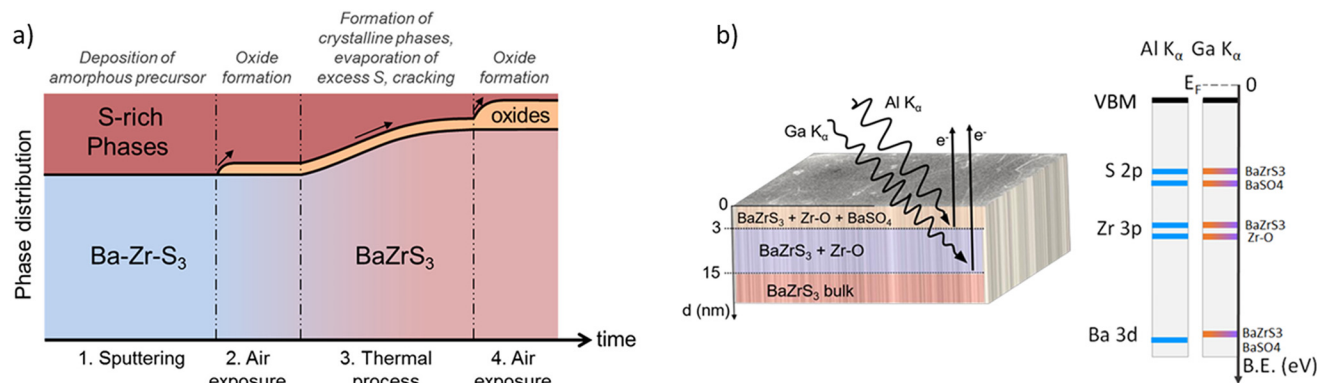 a)
Deposition of
amorphous precursor
Oxide
formation
Formation of
crystalline phases,
evaporation of
excess S, cracking
Oxide
formation
Phase distribution
S-rich
Phases
oxides
Ba-Zr-S3
BaZrS3
time
1. Sputtering
2. Air
exposure
3. Thermal
process
4. Air
exposure
b)
Al Kα
Ga Kα
e-
e-
0
BaZrS3 + Zr-O + BaSO4
3
BaZrS3 + Zr-O
15
BaZrS3 bulk
d (nm)
Al Kα Ga Kα
EF
0
VBM
S 2p
BaZrS3
BaSO4
Zr 3p
BaZrS3
Zr-O
Ba 3d
BaZrS3
BaSO4
B.E. (eV)